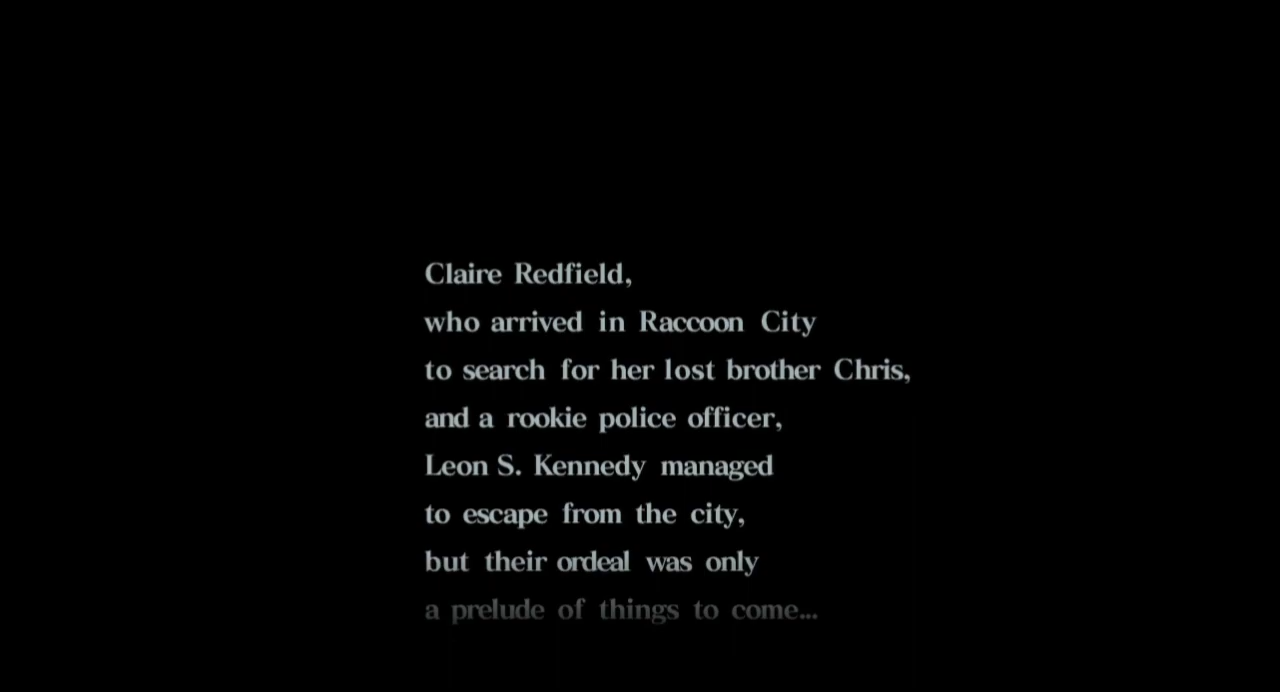 Claire Redfield,
who arrived in Raccoon City
to search for her lost brother Chris,
and a rookie police officer,
Leon S. Kennedy managed
to escape from the city,
but their ordeal was only
a prelude of things to come...